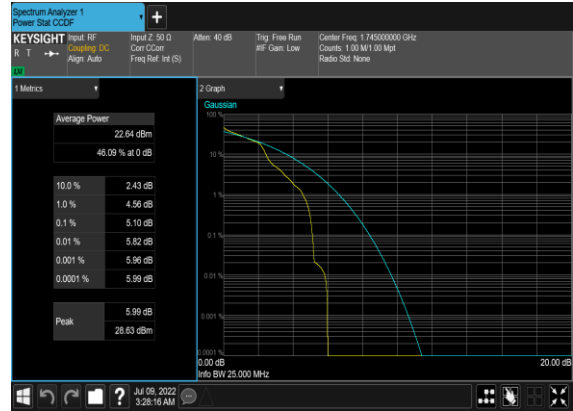 Spectrum Analyzer 1
Power Stat CCDF
KEYSIGHT
R T
LXI
Input: RF
Coupling: DC
Align: Auto
Input Z: 50 Ω
Corr CCorr
Freq Ref: Int (S)
Atten: 40 dB
Trig: Free Run
#IF Gain: Low
Center Freq: 1.745000000 GHz
Counts: 1.00 M/1.00 Mpt
Radio Std: None
1 Metrics
Average Power
22.64 dBm
46.09 % at 0 dB
10.0 % 2.43 dB
1.0 % 4.56 dB
0.1 % 5.10 dB
0.01 % 5.82 dB
0.001 % 5.96 dB
0.0001 % 5.99 dB
Peak
5.99 dB
28.63 dBm
2 Graph
Gaussian
100 %
10 %
1 %
0.1 %
0.01 %
0.001 %
0.0001 %
0.00 dB 20.00 dB
Info BW 25.000 MHz
? Jul 09, 2022
3:28:16 AM